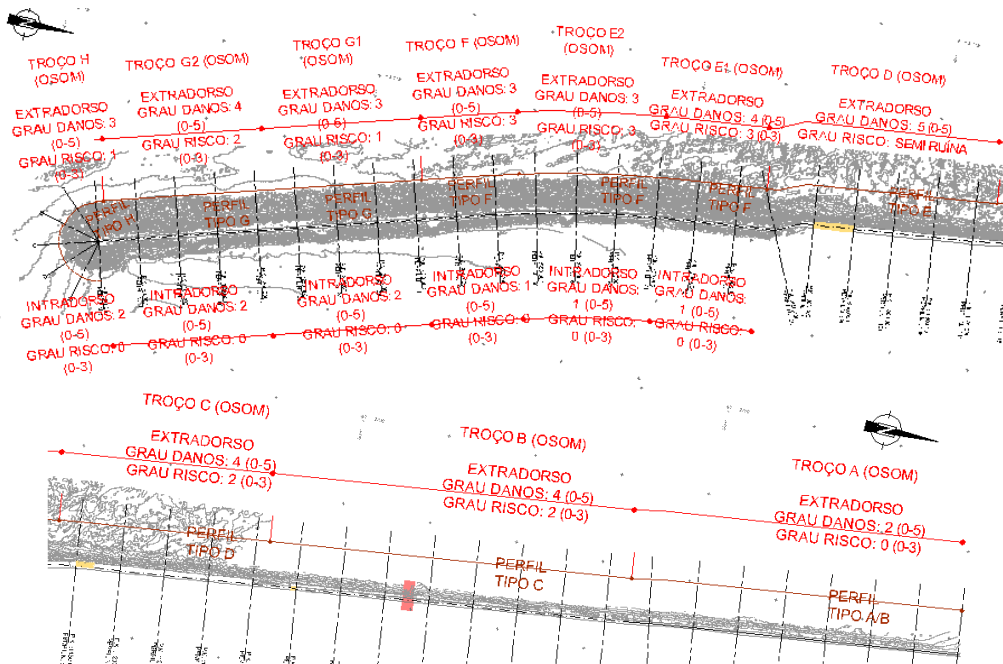 TROÇO H
(OSOM)
EXTRADORSO
GRAU DANOS: 3
(0-5)
GRAU RISCO: 1
(0-3)
TROÇO G2 (OSOM)
EXTRADORSO
GRAU DANOS: 4
(0-5)
GRAU RISCO: 2
(0-3)
TROÇO G1
(OSOM)
EXTRADORSO
GRAU DANOS: 3
(0-5)
GRAU RISCO: 1
(0-3)
TROÇO F (OSOM)
EXTRADORSO
GRAU DANOS: 3
(0-5)
GRAU RISCO: 3
(0-3)
TROÇO E2
(OSOM)
EXTRADORSO
GRAU DANOS: 3
(0-5)
GRAU RISCO: 3
(0-3)
TROÇO E1 (OSOM)
EXTRADORSO
GRAU DANOS: 4 (0-5)
GRAU RISCO: 3 (0-3)
TROÇO D (OSOM)
EXTRADORSO
GRAU DANOS: 5 (0-5)
GRAU RISCO: SEMI RUÍNA
PERFIL
TIPO H
PERFIL
TIPO G
PERFIL
TIPO G
PERFIL
TIPO F
PERFIL
TIPO F
PERFIL
TIPO F
PERFIL
TIPO E
INTRADORSO
GRAU DANOS: 2
(0-5)
GRAU RISCO: 0
(0-3)
INTRADORSO
GRAU DANOS: 2
(0-5)
GRAU RISCO: 0
(0-3)
INTRADORSO
GRAU DANOS: 2
(0-5)
GRAU RISCO: 0
(0-3)
INTRADORSO
GRAU DANOS: 1
(0-5)
GRAU RISCO: 0
(0-3)
INTRADORSO
GRAU DANOS:
1 (0-5)
GRAU RISCO:
0 (0-3)
INTRADORSO
GRAU DANOS:
1 (0-5)
GRAU RISCO:
0 (0-3)
TROÇO C (OSOM)
EXTRADORSO
GRAU DANOS: 4 (0-5)
GRAU RISCO: 2 (0-3)
TROÇO B (OSOM)
EXTRADORSO
GRAU DANOS: 4 (0-5)
GRAU RISCO: 2 (0-3)
TROÇO A (OSOM)
EXTRADORSO
GRAU DANOS: 2 (0-5)
GRAU RISCO: 0 (0-3)
PERFIL
TIPO D
PERFIL
TIPO C
PERFIL
TIPO A/B